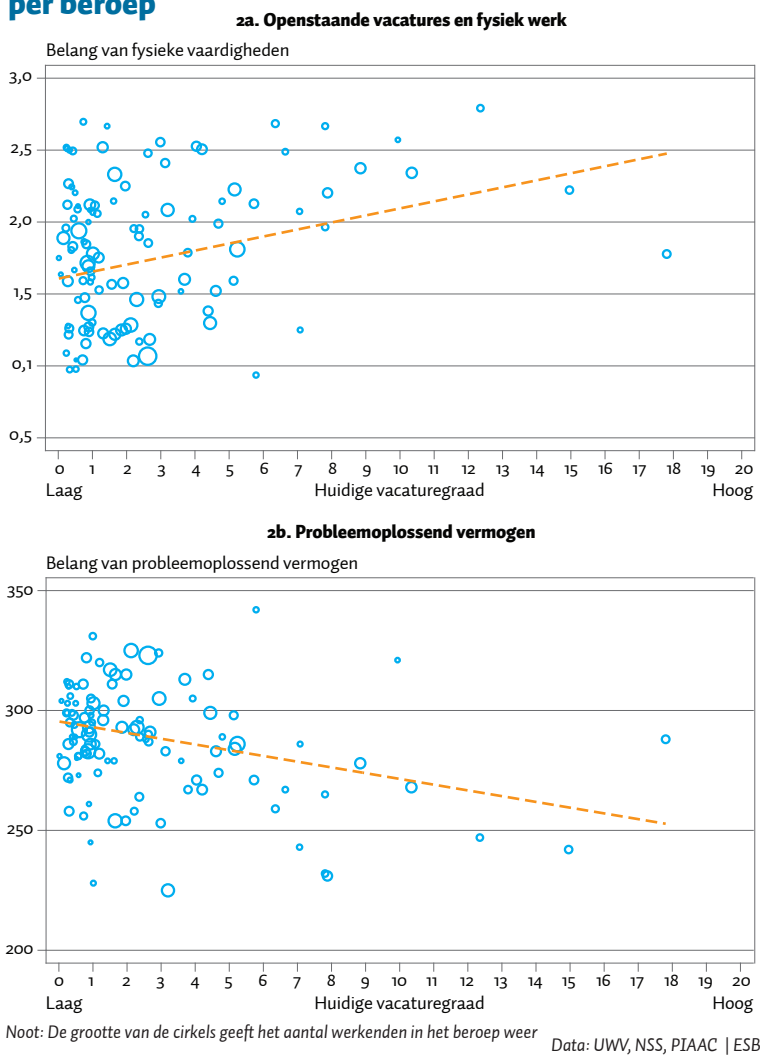 per beroep
2a. Openstaande vacatures en fysiek werk
Belang van fysieke vaardigheden
3,0
2,5
2,0
1,5
0,1
0,5
0 1 2 3 4 5 6 7 8 9 10 11 12 13 14 15 16 17 18 19 20
Laag Huidige vacaturegraad Hoog
2b. Probleemoplossend vermogen
Belang van probleemoplossend vermogen
350
300
250
200
0 1 2 3 4 5 6 7 8 9 10 11 12 13 14 15 16 17 18 19 20
Laag Huidige vacaturegraad Hoog
Noot: De grootte van de cirkels geeft het aantal werkenden in het beroep weer
Data: UWV, NSS, PIAAC | ESB